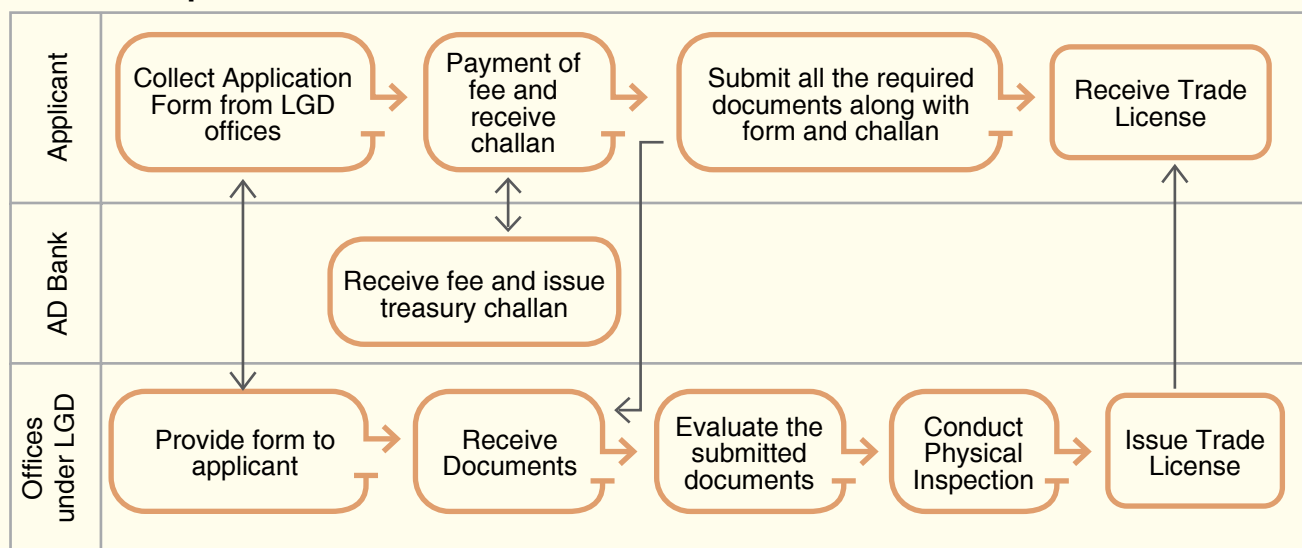 Applicant
Collect Application
Form from LGD
offices
Payment of
fee and
receive
challan
Submit all the required
documents along with
form and challan
Receive Trade
License
AD Bank
Receive fee and issue
treasury challan
Offices
under LGD
Provide form to
applicant
Receive
Documents
Evaluate the
submitted
documents
Conduct
Physical
Inspection
Issue Trade
License